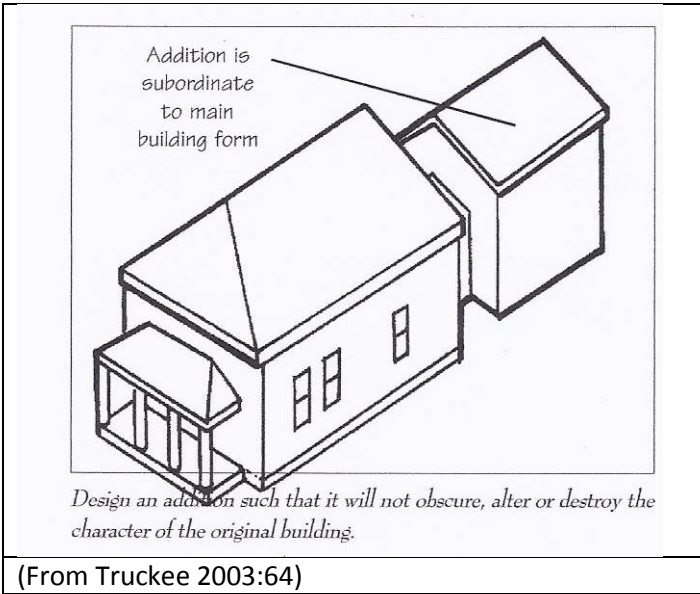 Addition is
subordinate
to main
building form
Design an addition such that it will not obscure, alter or destroy the
character of the original building.
(From Truckee 2003:64)